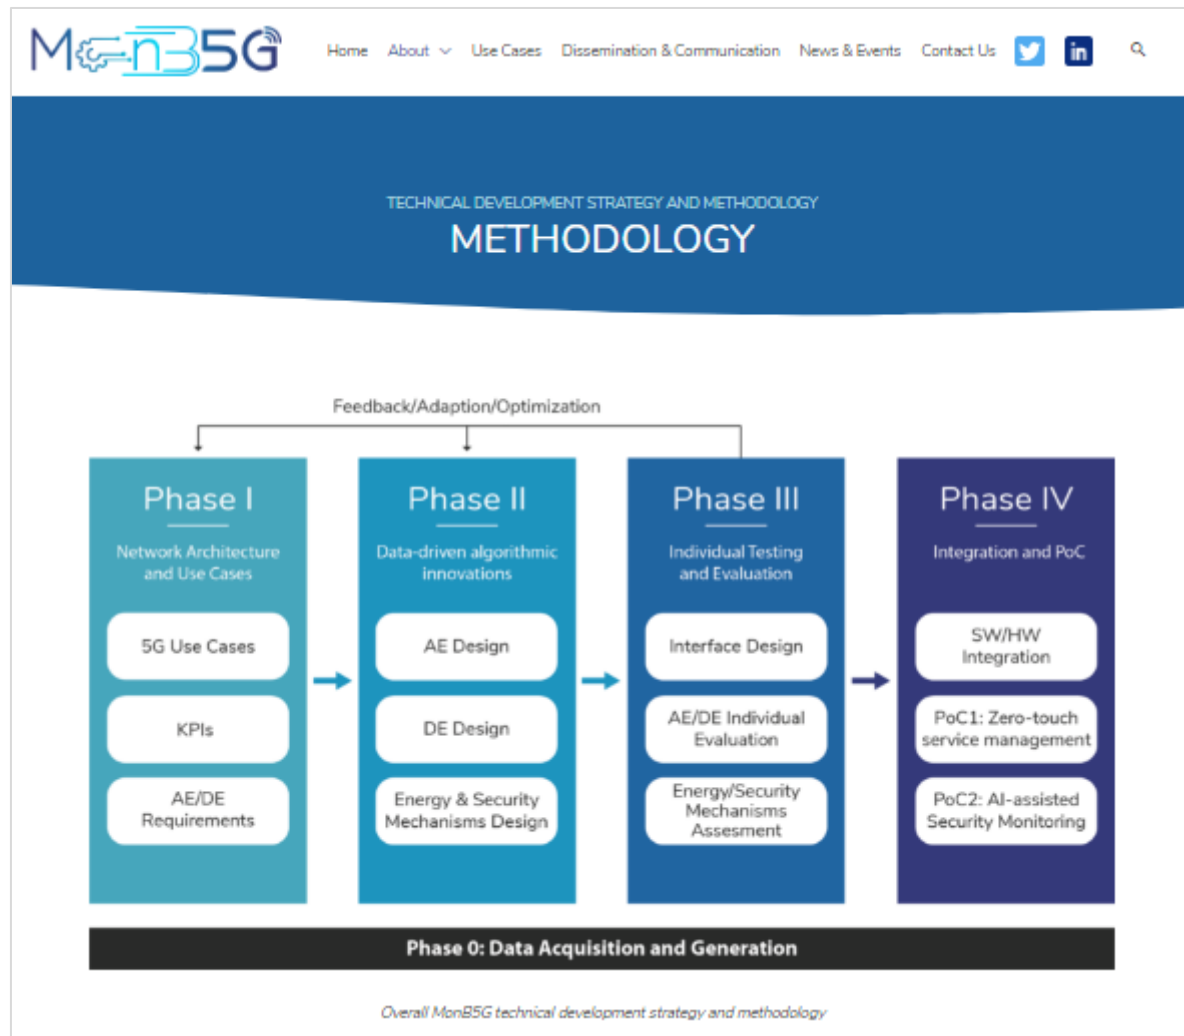 MonB5G
Home About Use Cases Dissemination & Communication News & Events Contact Us
TECHNICAL DEVELOPMENT STRATEGY AND METHODOLOGY
METHODOLOGY
Feedback/Adaption/Optimization
Phase I
Network Architecture
and Use Cases
5G Use Cases
KPIs
AE/DE
Requirements
Phase II
Data-driven algorithmic
innovations
AE Design
DE Design
Energy & Security
Mechanisms Design
Phase III
Individual Testing
and Evaluation
Interface Design
AE/DE Individual
Evaluation
Energy/Security
Mechanisms
Assesment
Phase IV
Integration and PoC
SW/HW
Integration
PoC1: Zero-touch
service management
PoC2: AI-assisted
Security Monitoring
Phase 0: Data Acquisition and Generation
Overall MonB5G technical development strategy and methodology